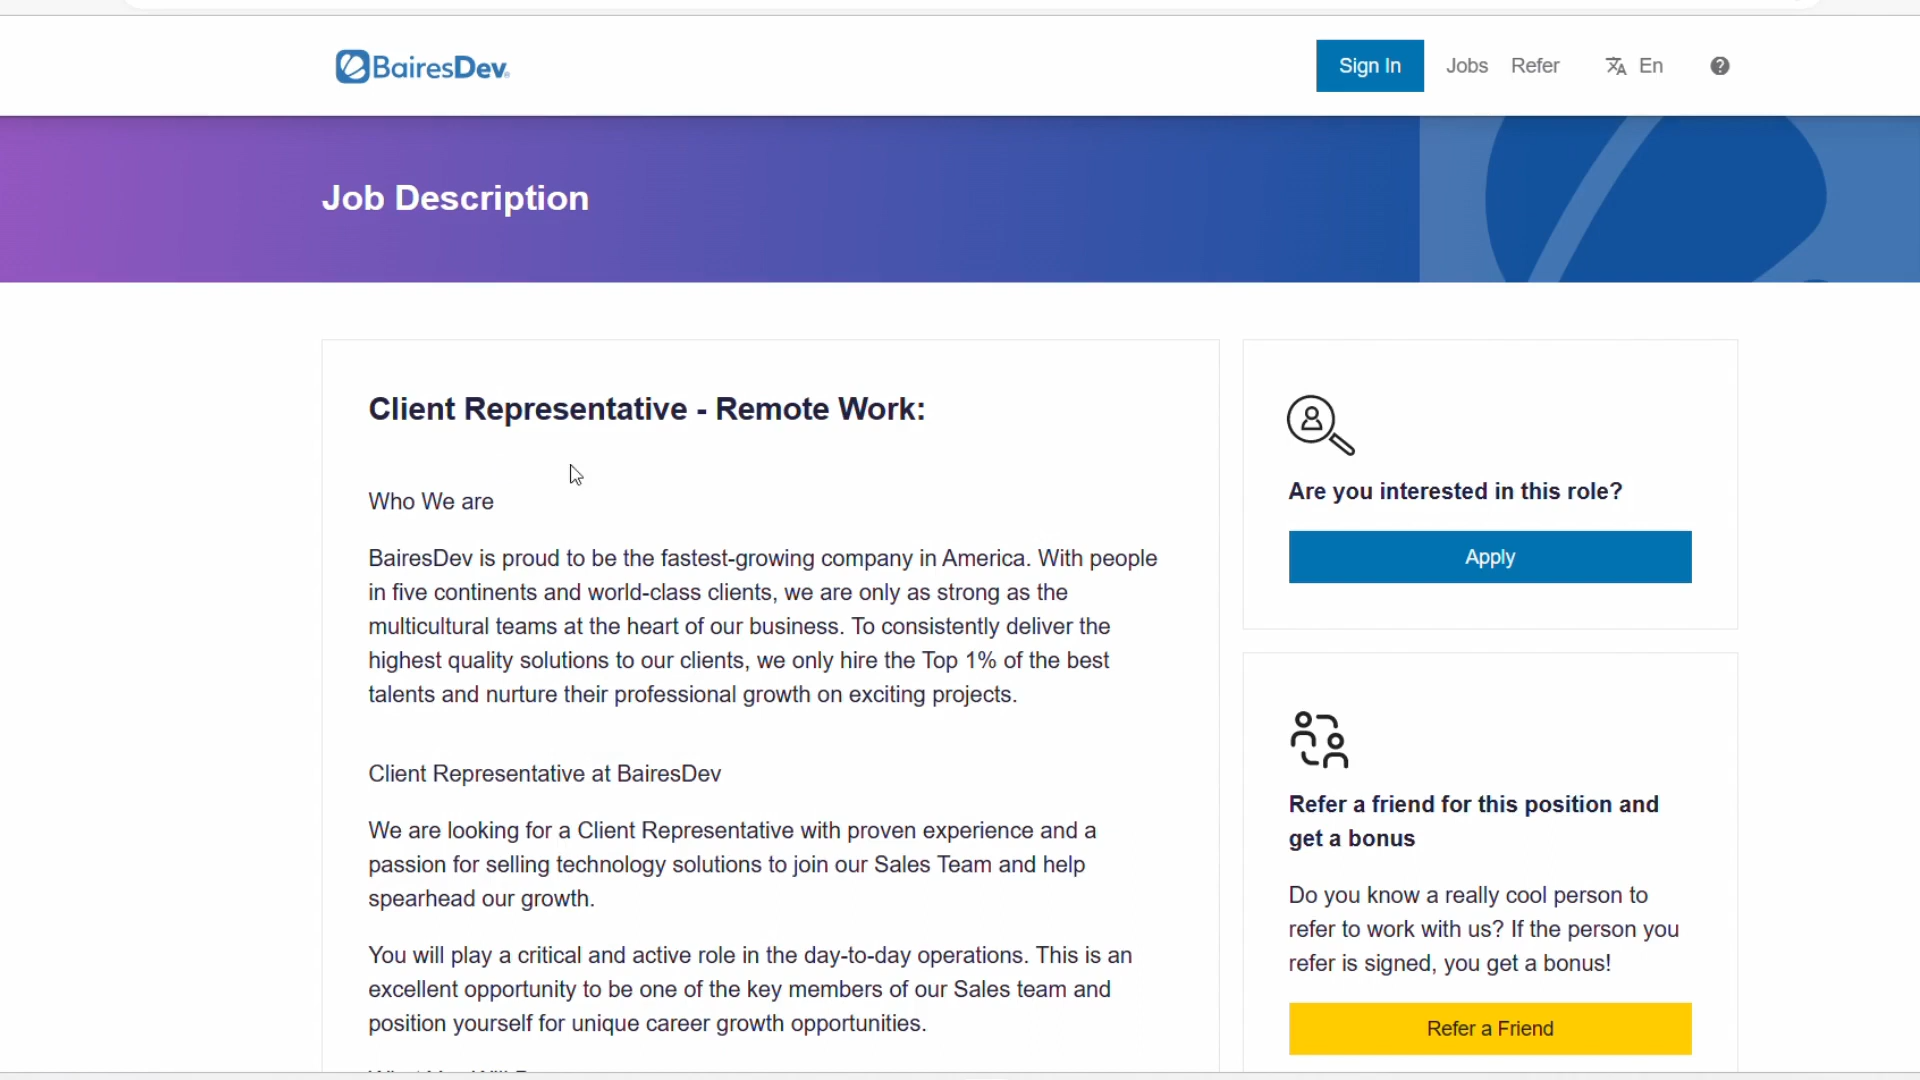 BairesDev
Sign In
Jobs
Refer
En
Job Description
Client Representative - Remote Work:
Who We are
BairesDev is proud to be the fastest-growing company in America. With people
in five continents and world-class clients, we are only as strong as the
multicultural teams at the heart of our business. To consistently deliver the
highest quality solutions to our clients, we only hire the Top 1% of the best
talents and nurture their professional growth on exciting projects.
Client Representative at BairesDev
We are looking for a Client Representative with proven experience and a
passion for selling technology solutions to join our Sales Team and help
spearhead our growth.
You will play a critical and active role in the day-to-day operations. This is an
excellent opportunity to be one of the key members of our Sales team and
position yourself for unique career growth opportunities.
Are you interested in this role?
Apply
Refer a friend for this position and
get a bonus
Do you know a really cool person to
refer to work with us? If the person you
refer is signed, you get a bonus!
Refer a Friend